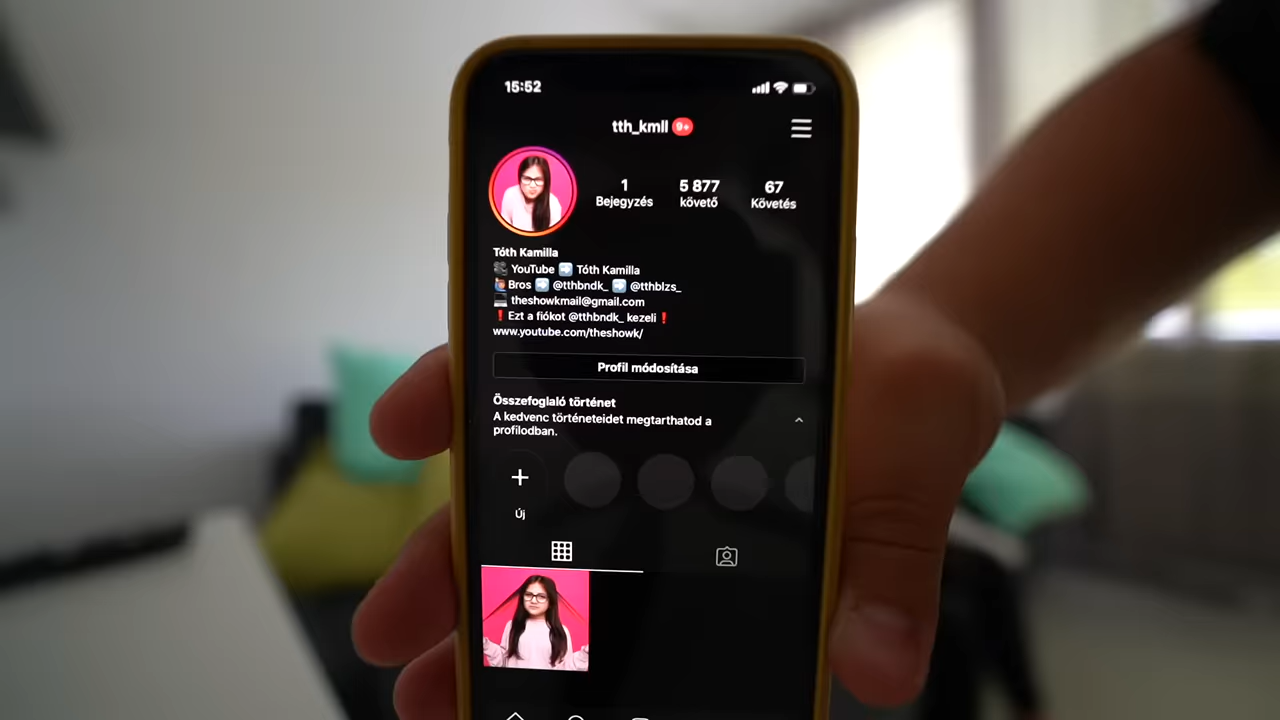 15:52
tth_kmll 9+
1 5 877 67
Bejegyzés követő Követés
Tóth Kamilla
YouTube ➡️ Tóth Kamilla
Bros ➡️ @tthbndk_ ➡️ @tthblzs_
theshowkmail@gmail.com
❗Ezt a fiókot @tthbndk_ kezeli❗
www.youtube.com/theshowk/
Profil módosítása
Összefoglaló történet
A kedvenc történeteidet megtarthatod a
profilodban.
Új